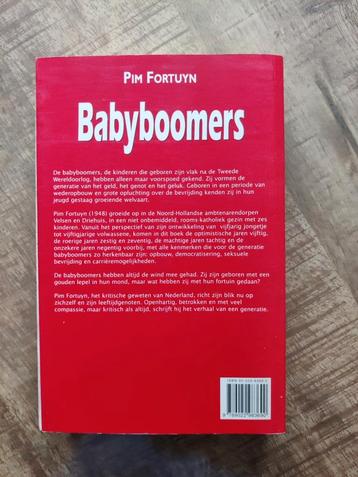 PIM FORTUYN
Babyboomers
De babyboomers, de kinderen die geboren zijn vlak na de Tweede
Wereldoorlog, hebben alleen maar voorspoed gekend. Zij vormen de
generatie van het geld, het genot en het geluk. Geboren in een periode van
wederopbouw en grote opluchting over de bevrijding kenden zij in hun
jeugd gestaag groeiende welvaart.
Pim Fortuyn (1948) groeide op in de Noord-Hollandse ambtenarendorpen
Velsen en Driehuis, in een niet onbemiddeld, rooms katholiek gezin met zes
kinderen. Vanuit het perspectief van zijn ontwikkeling van vijfjarig jongetje
tot vijftigjarige volwassene, komen in dit boek de optimistische jaren vijftig,
de roerige jaren zestig en zeventig, de machtige jaren tachtig en de
onzekere jaren negentig voorbij, met alle kenmerken die voor de generatie
babyboomers zo herkenbaar zijn: opbouw, democratisering, seksuele
bevrijding en carrièremogelijkheden.
De babyboomers hebben altijd de wind mee gehad. Zij zijn geboren met een
gouden lepel in hun mond, maar wat hebben zij met hun fortuin gedaan?
Pim Fortuyn, het kritische geweten van Nederland, richt zijn blik nu op
zichzelf en zijn leeftijdgenoten. Openhartig, betrokken en met veel
compassie, maar kritisch als altijd, schrijft hij het verhaal van een generatie.